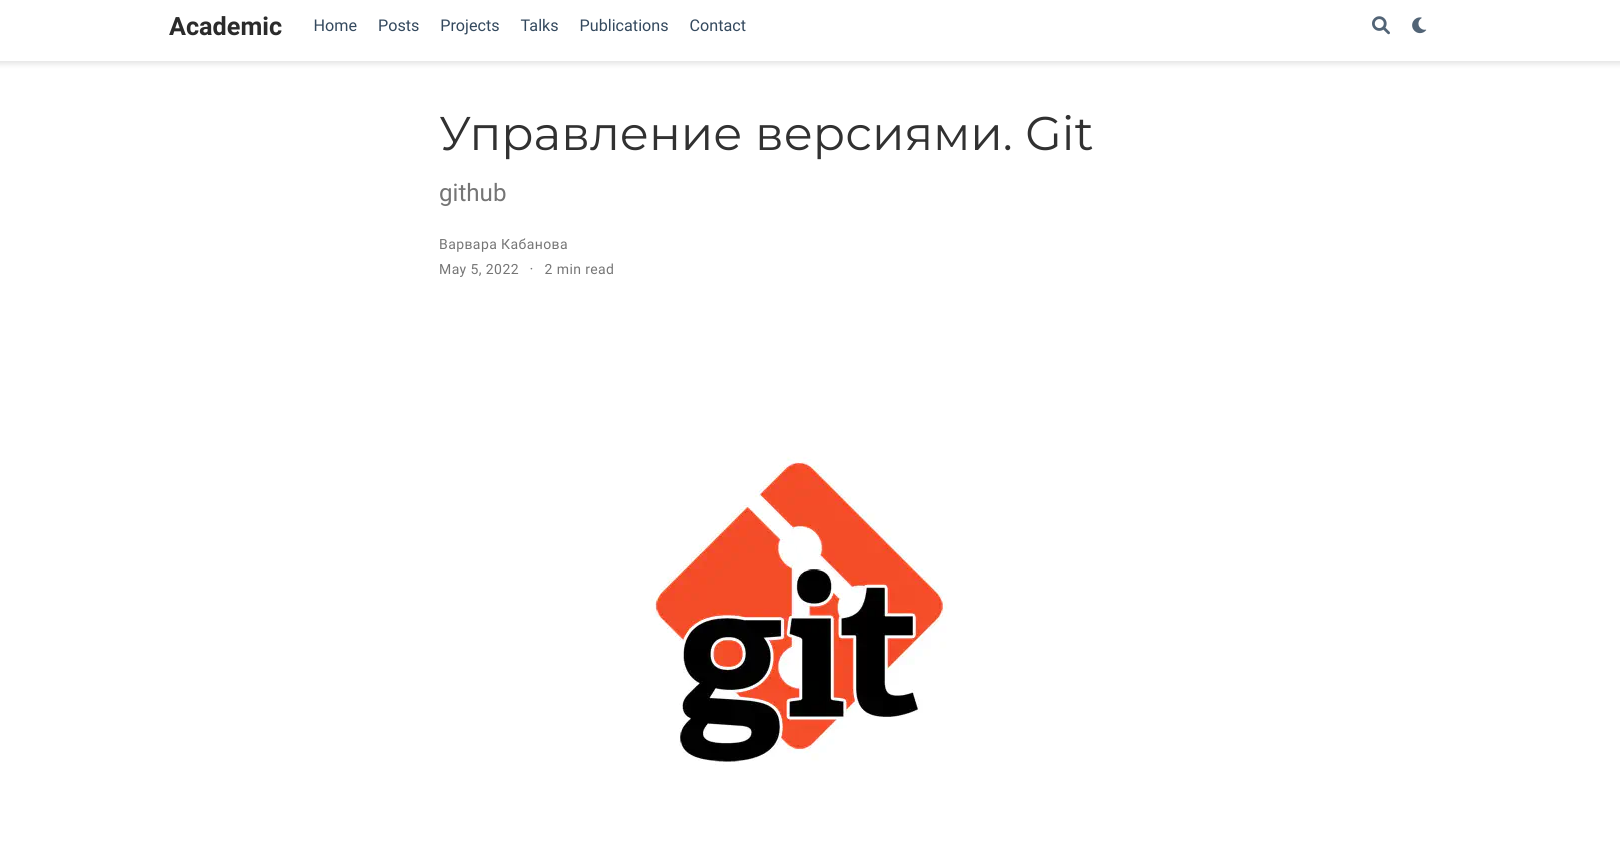 Academic Home Posts Projects Talks Publications Contact
Управление версиями. Git
github
Варвара Кабанова
May 5, 2022 · 2 min read
git